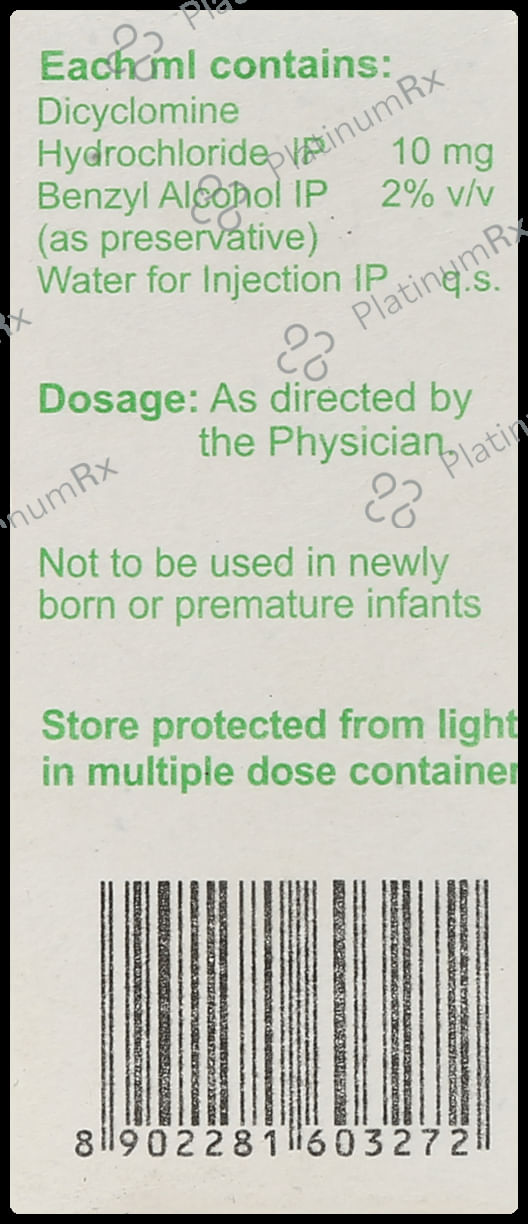 Each ml contains:
Dicyclomine
Hydrochloride IP 10 mg
Benzyl Alcohol IP 2% v/v
(as preservative)
Water for Injection IP q.s.
Dosage: As directed by
the Physician.
Not to be used in newly
born or premature infants
Store protected from light
in multiple dose container
8 902281 603272
PlatinumRx
PlatinumRx